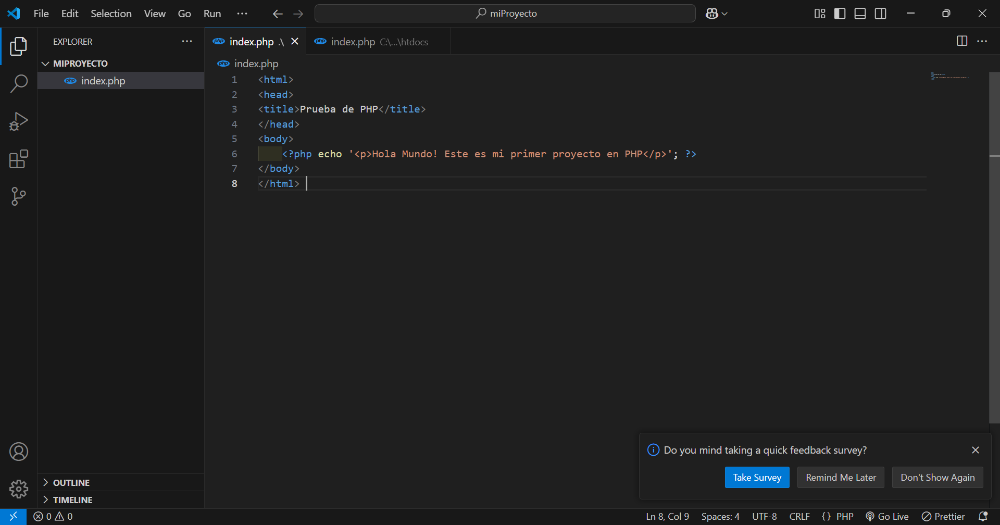 File Edit Selection View Go Run ··· miProyecto
EXPLORER ···
index.php .\
index.php C:\...\htdocs
MIPROYECTO
index.php
index.php
1 <html>
2 <head>
3 <title>Prueba de PHP</title>
4 </head>
5 <body>
6 <?php echo '<p>Hola Mundo! Este es mi primer proyecto en PHP</p>'; ?>
7 </body>
8 </html>
Do you mind taking a quick feedback survey?
Take Survey Remind Me Later Don't Show Again
OUTLINE
TIMELINE
0 0 Ln 8, Col 9 Spaces: 4 UTF-8 CRLF {} PHP Go Live Prettier